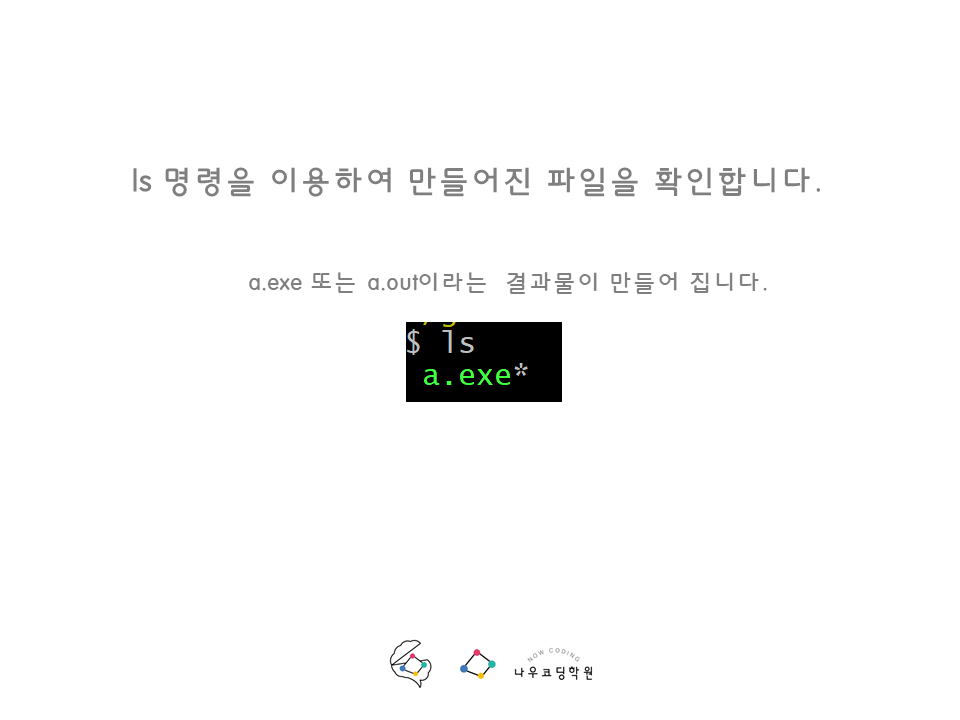 ls 명령을 이용하여 만들어진 파일을 확인합니다.
a.exe 또는 a.out이라는 결과물이 만들어 집니다.
$ ls
a.exe*
NOW CODING
나우코딩학원